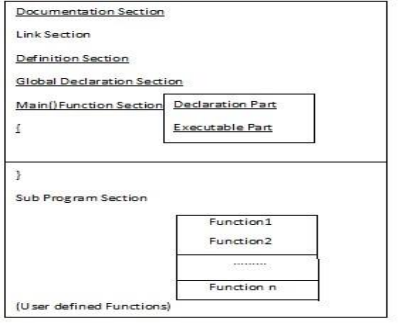 Documentation Section
Link Section
Definition Section
Global Declaration Section
Main()Function Section Declaration Part
{ Executable Part
}
Sub Program Section
Function1
Function2
.........
Function n
(User defined Functions)